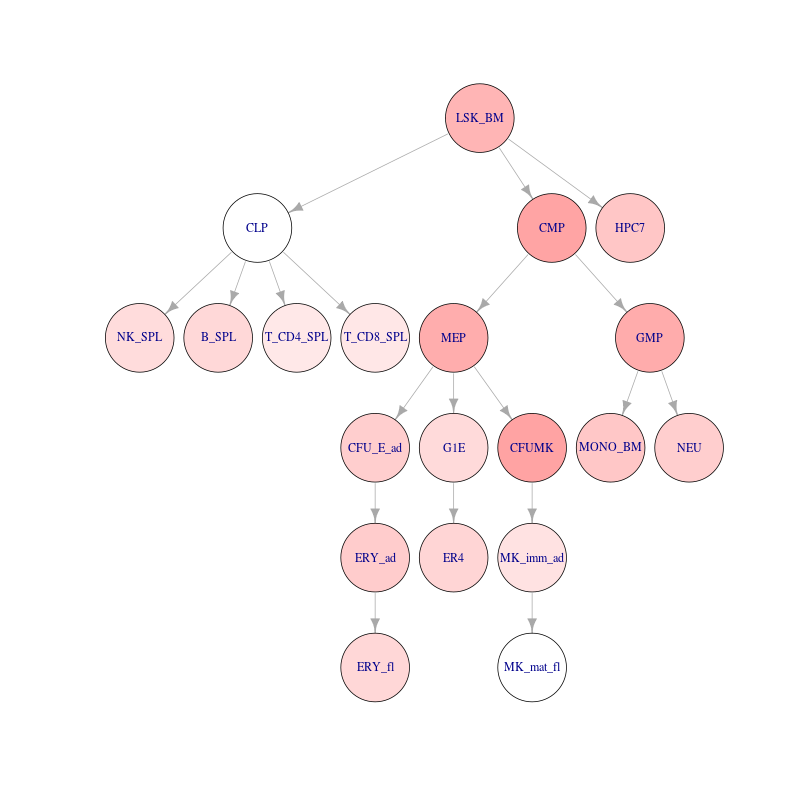 LSK_BM
CLP
CMP
HPC7
NK_SPL
B_SPL
T_CD4_SPL
T_CD8_SPL
MEP
GMP
CFU_E_ad
G1E
CFUMK
MONO_BM
NEU
ERY_ad
ER4
MK_imm_ad
ERY_fl
MK_mat_fl